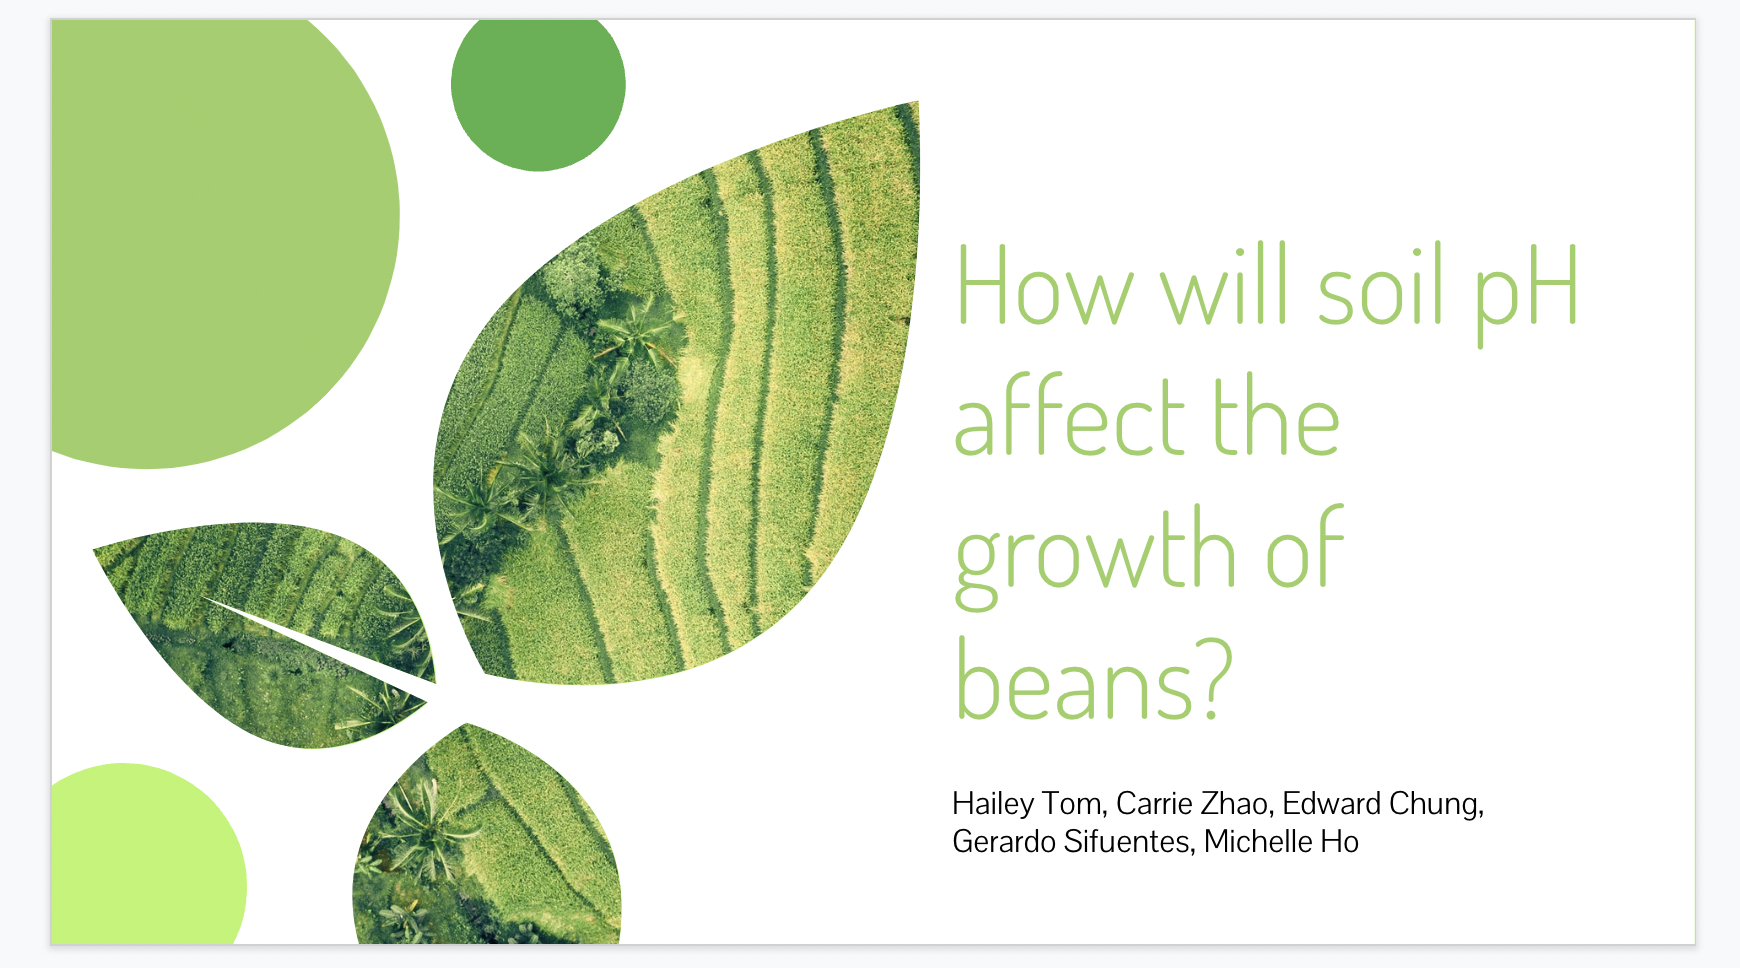 How will soil pH
affect the
growth of
beans?
Hailey Tom, Carrie Zhao, Edward Chung,
Gerardo Sifuentes, Michelle Ho